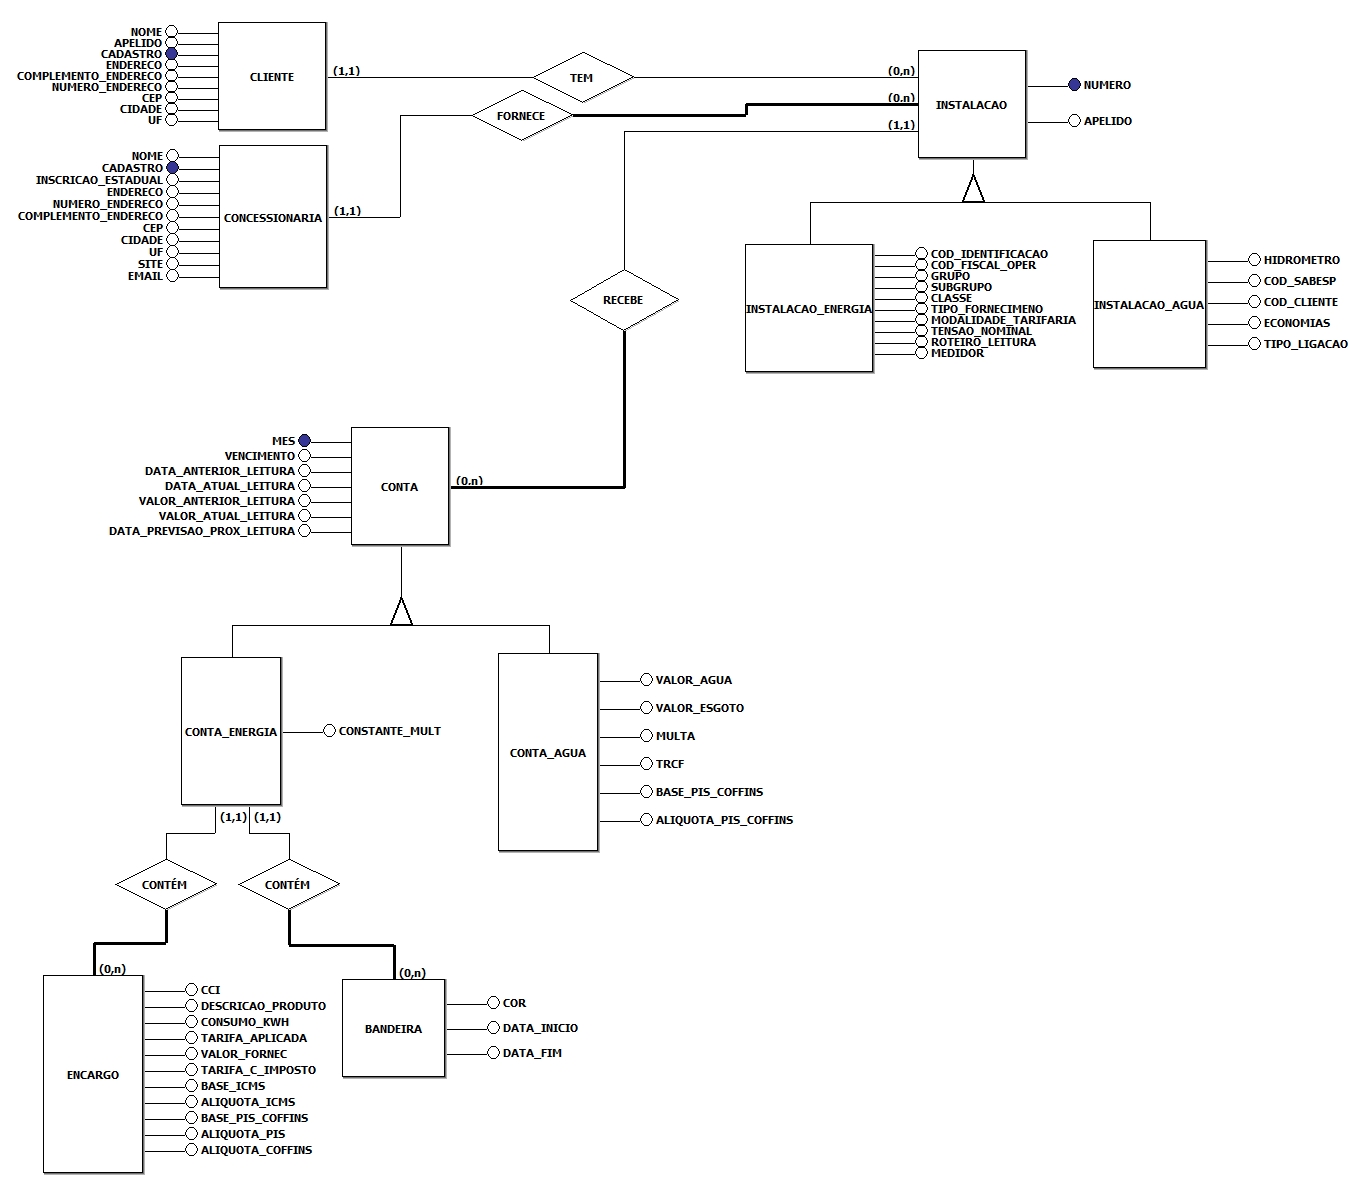 NOME
APELIDO
CADASTRO
ENDERECO
COMPLEMENTO_ENDERECO
NUMERO_ENDERECO
CEP
CIDADE
UF
CLIENTE
(1,1)
TEM
(0,n)
INSTALACAO
NUMERO
APELIDO
FORNECE
(0,n)
(1,1)
NOME
CADASTRO
INSCRICAO_ESTADUAL
ENDERECO
NUMERO_ENDERECO
COMPLEMENTO_ENDERECO
CEP
CIDADE
UF
SITE
EMAIL
CONCESSIONARIA
(1,1)
RECEBE
INSTALACAO_ENERGIA
COD_IDENTIFICACAO
COD_FISCAL_OPER
GRUPO
SUBGRUPO
CLASSE
TIPO_FORNECIMENO
MODALIDADE_TARIFARIA
TENSAO_NOMINAL
ROTEIRO_LEITURA
MEDIDOR
INSTALACAO_AGUA
HIDROMETRO
COD_SABESP
COD_CLIENTE
ECONOMIAS
TIPO_LIGACAO
MES
VENCIMENTO
DATA_ANTERIOR_LEITURA
DATA_ATUAL_LEITURA
VALOR_ANTERIOR_LEITURA
VALOR_ATUAL_LEITURA
DATA_PREVISAO_PROX_LEITURA
CONTA
(0,n)
CONTA_ENERGIA
CONSTANTE_MULT
CONTA_AGUA
VALOR_AGUA
VALOR_ESGOTO
MULTA
TRCF
BASE_PIS_COFFINS
ALIQUOTA_PIS_COFFINS
(1,1)
(1,1)
CONTÉM
CONTÉM
(0,n)
(0,n)
ENCARGO
CCI
DESCRICAO_PRODUTO
CONSUMO_KWH
TARIFA_APLICADA
VALOR_FORNEC
TARIFA_C_IMPOSTO
BASE_ICMS
ALIQUOTA_ICMS
BASE_PIS_COFFINS
ALIQUOTA_PIS
ALIQUOTA_COFFINS
BANDEIRA
COR
DATA_INICIO
DATA_FIM